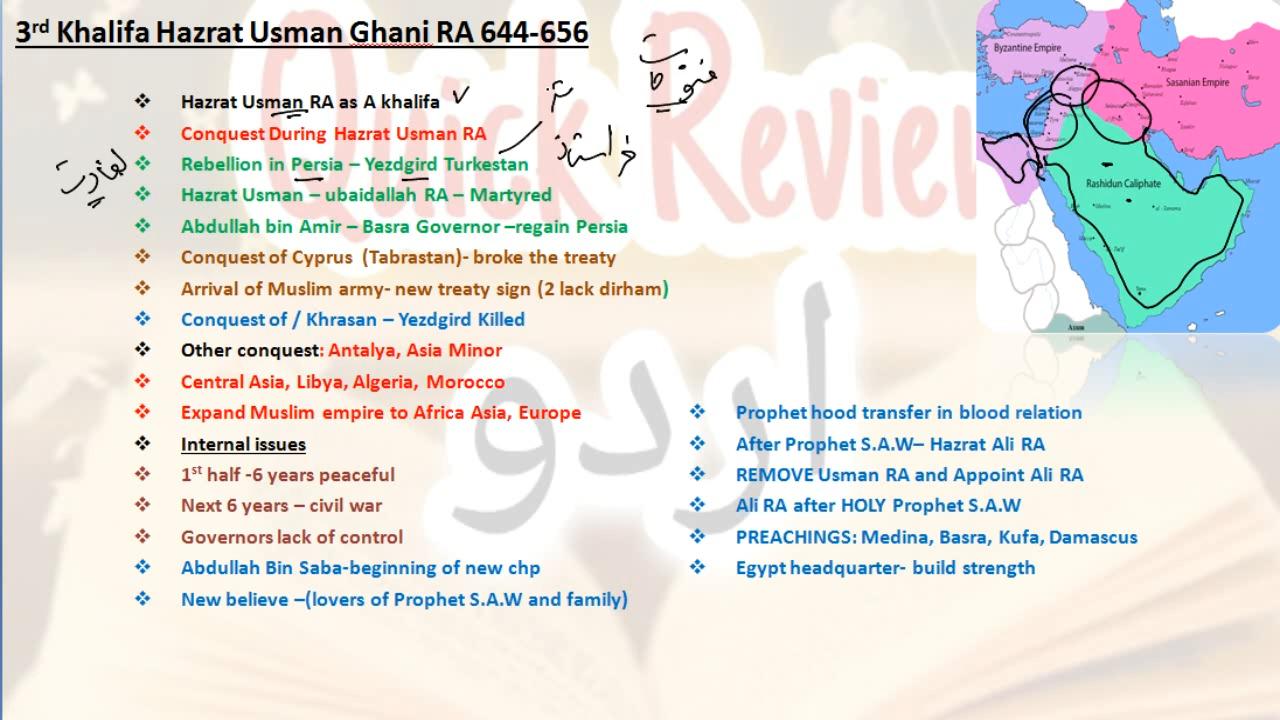 3rd Khalifa Hazrat Usman Ghani RA 644-656
❖ Hazrat Usman RA as A khalifa ✓
❖ Conquest During Hazrat Usman RA
❖ Rebellion in Persia – Yezdgird Turkestan
بغاوت
❖ Hazrat Usman – ubaidallah RA – Martyred
❖ Abdullah bin Amir – Basra Governor –regain Persia
❖ Conquest of Cyprus (Tabrastan)- broke the treaty
❖ Arrival of Muslim army- new treaty sign (2 lack dirham)
❖ Conquest of / Khrasan – Yezdgird Killed
❖ Other conquest: Antalya, Asia Minor
❖ Central Asia, Libya, Algeria, Morocco
❖ Expand Muslim empire to Africa Asia, Europe
❖ Internal issues
❖ 1st half -6 years peaceful
❖ Next 6 years – civil war
❖ Governors lack of control
❖ Abdullah Bin Saba-beginning of new chp
❖ New believe –(lovers of Prophet S.A.W and family)
❖ Prophet hood transfer in blood relation
❖ After Prophet S.A.W– Hazrat Ali RA
❖ REMOVE Usman RA and Appoint Ali RA
❖ Ali RA after HOLY Prophet S.A.W
❖ PREACHINGS: Medina, Basra, Kufa, Damascus
❖ Egypt headquarter- build strength
Byzantine Empire
Sasanian Empire
Rashidun Caliphate
Axum
Quick Review
اردو